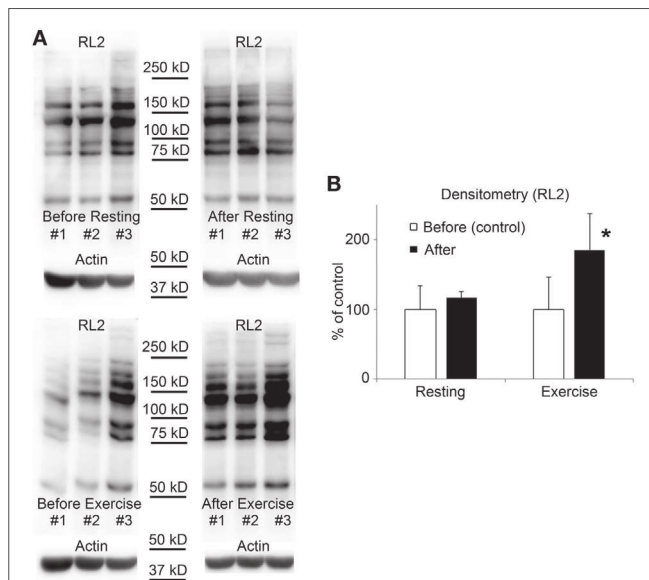 A
RL2
RL2
250 kD
150 kD
100 kD
75 kD
50 kD
Before Resting
After Resting
#1 #2 #3
#1 #2 #3
Actin
Actin
50 kD
37 kD
RL2
RL2
250 kD
150 kD
100 kD
75 kD
50 kD
Before Exercise
After Exercise
#1 #2 #3
#1 #2 #3
Actin
Actin
50 kD
37 kD
B
Densitometry (RL2)
Before (control)
After
200
100
0
% of control
*
Resting
Exercise